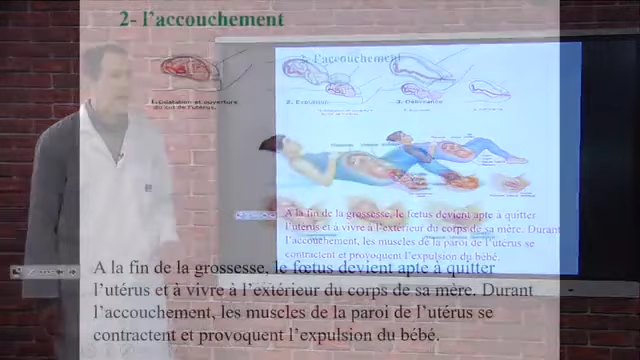 2- l'accouchement
2- l'accouchement
1. Dilatation et ouverture
du col de l'utérus
2. Expulsion
3. Délivrance
A la fin de la grossesse, le fœtus devient apte à quitter
l'utérus et à vivre à l'extérieur du corps de sa mère. Durant
l'accouchement, les muscles de la paroi de l'utérus se
contractent et provoquent l'expulsion du bébé.
A la fin de la grossesse, le fœtus devient apte à quitter
l'utérus et à vivre à l'extérieur du corps de sa mère. Durant
l'accouchement, les muscles de la paroi de l'utérus se
contractent et provoquent l'expulsion du bébé.